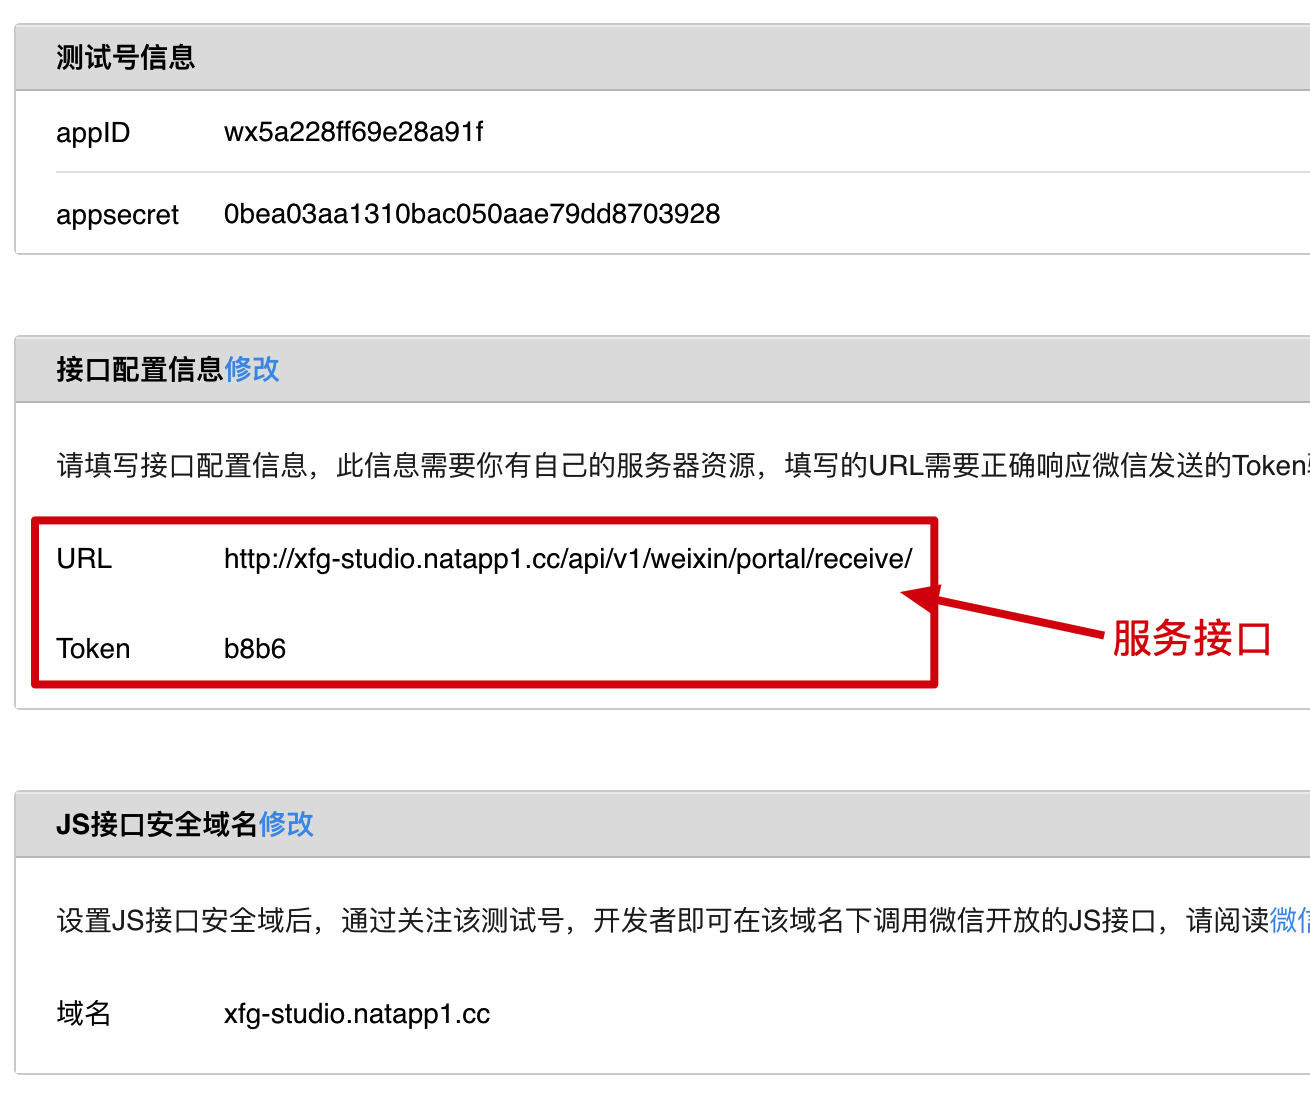 测试号信息
appID wx5a228ff69e28a91f
appsecret 0bea03aa1310bac050aae79dd8703928
接口配置信息修改
请填写接口配置信息，此信息需要你有自己的服务器资源，填写的URL需要正确响应微信发送的Token
URL http://xfg-studio.natapp1.cc/api/v1/weixin/portal/receive/
Token b8b6
服务接口
JS接口安全域名修改
设置JS接口安全域后，通过关注该测试号，开发者即可在该域名下调用微信开放的JS接口，请阅读微信
域名 xfg-studio.natapp1.cc